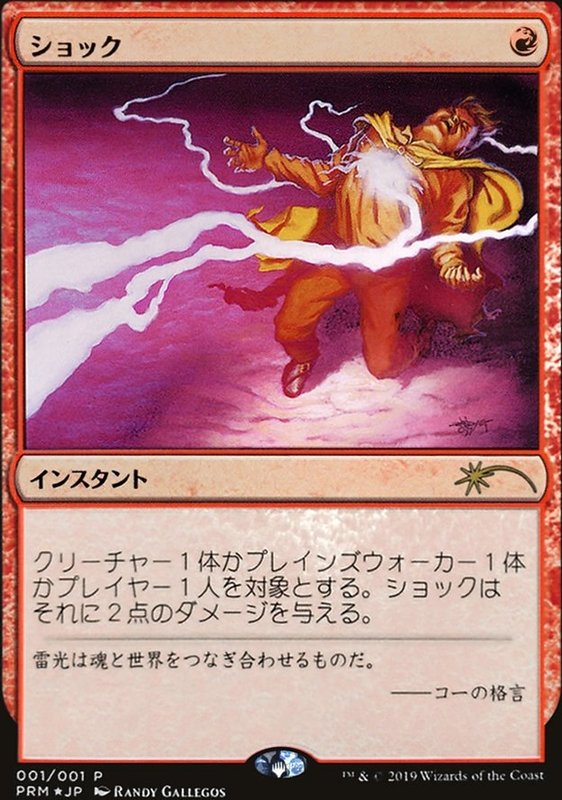 ショック
インスタント
クリーチャー１体かプレインズウォーカー１体
かプレイヤー１人を対象とする。ショックは
それに２点のダメージを与える。
雷光は魂と世界をつなぎ合わせるものだ。
――コーの格言
001/001 P
PRM★JP RANDY GALLEGOS
™ & © 2019 Wizards of the Coast